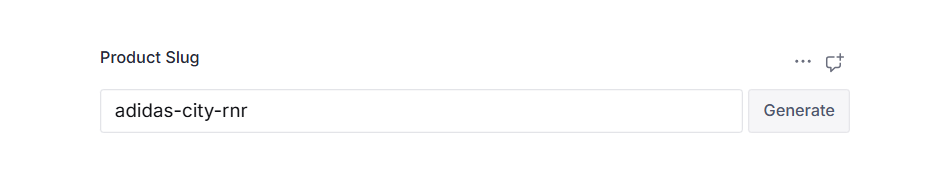 Product Slug
adidas-city-rnr
Generate